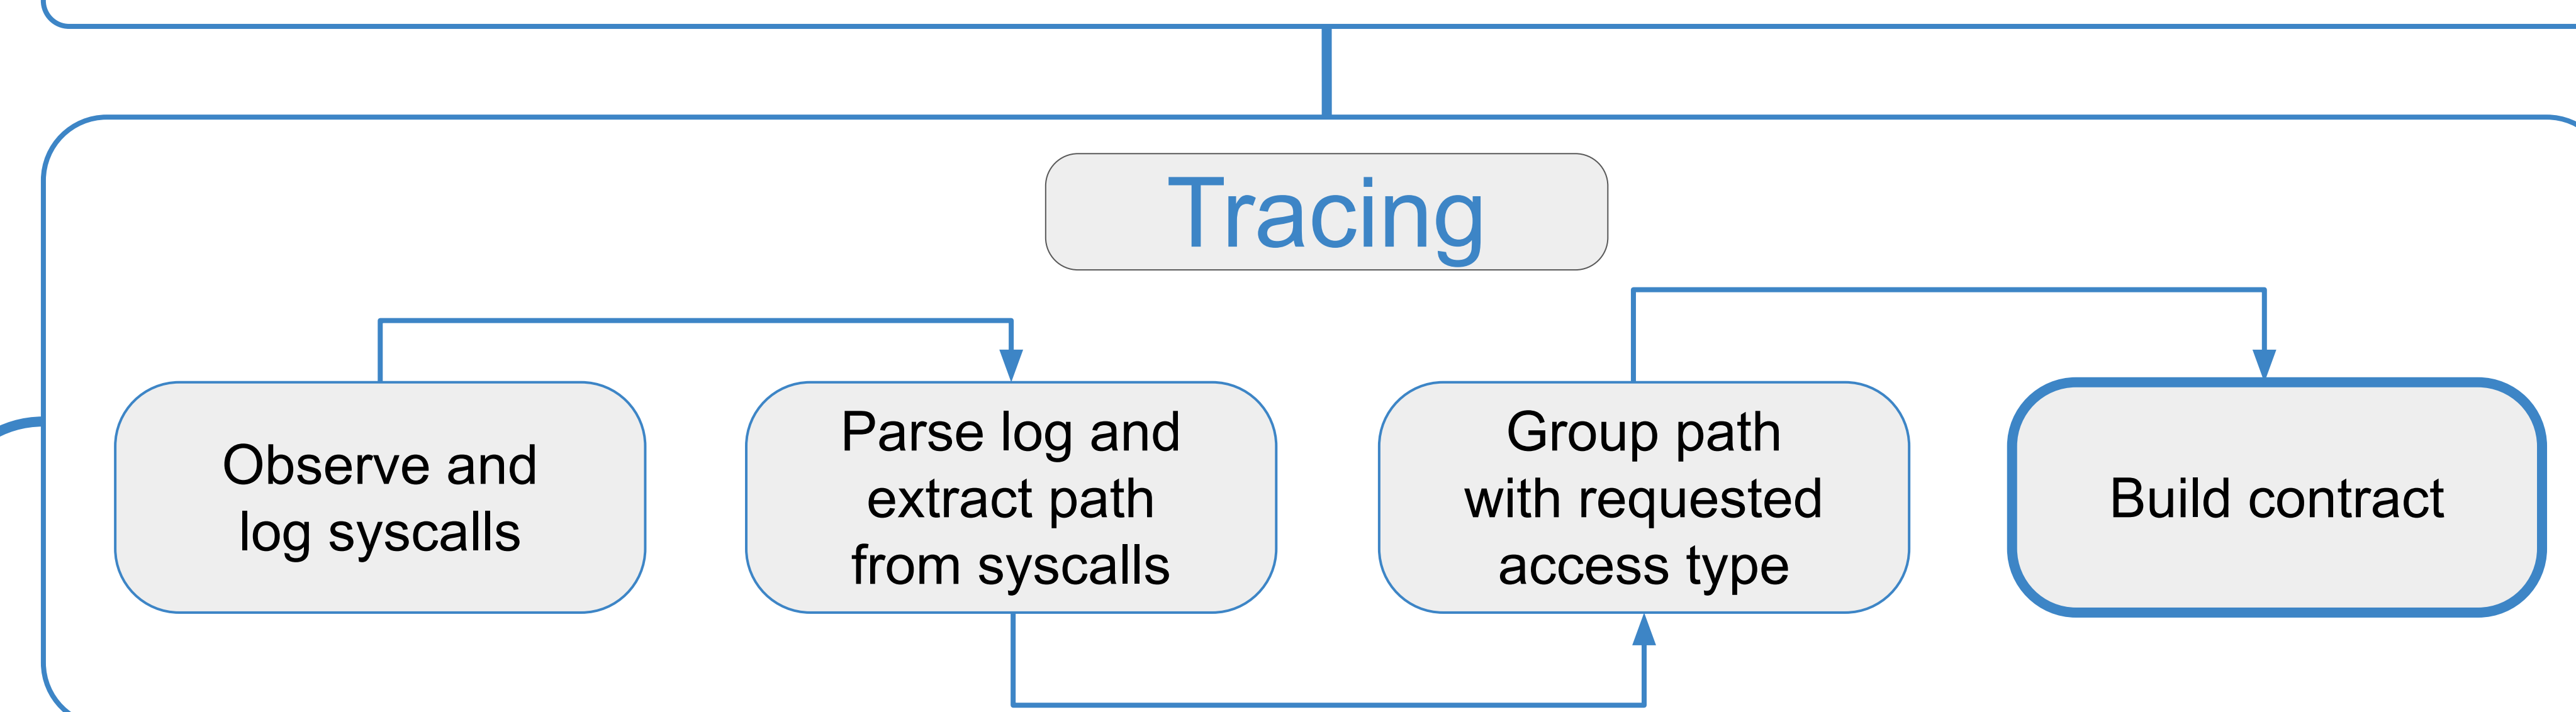 Tracing
Observe and
log syscalls
Parse log and
extract path
from syscalls
Group path
with requested
access type
Build contract